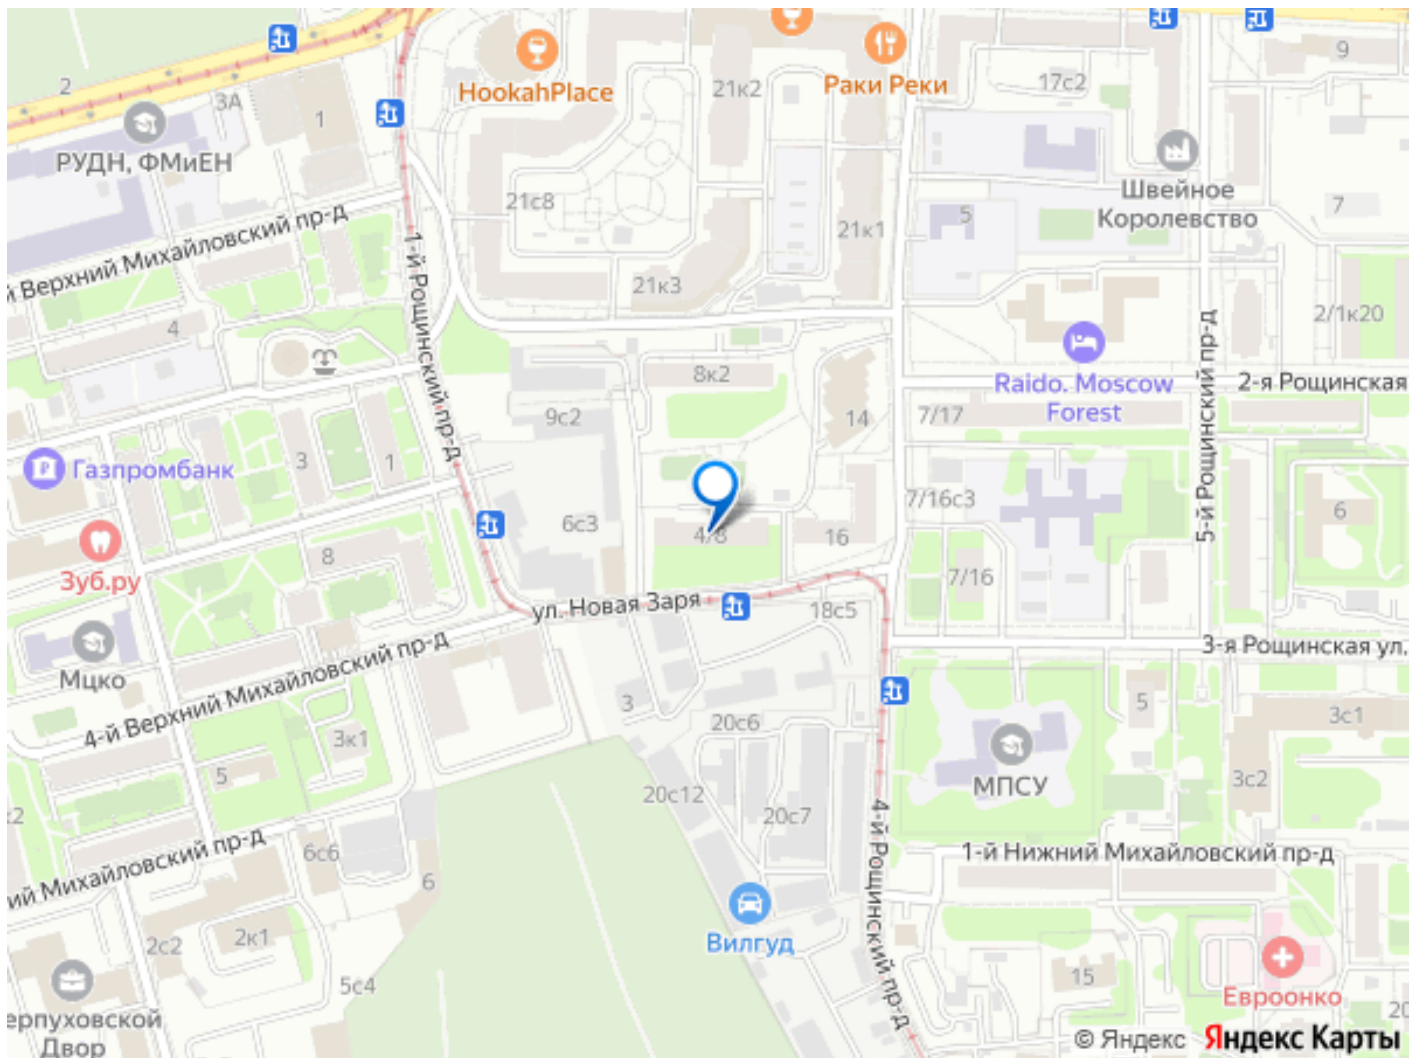 2
3А
1
РУДН, ФМиЕН
HookahPlace
21к2
Раки Реки
17с2
9
Швейное
Королевство
21с8
5
7
21к1
й Верхний Михайловский пр-д
1-й Рощинский пр-д
21к3
2/1к20
4
8к2
Raido. Moscow
Forest
5-й Рощинский пр-д
2-я Рощинская
9с2
14
7/17
Газпромбанк
3
1
7/16с3
6
6с3
4/8
16
8
Зуб.ру
7/16
ул. Новая Заря
18с5
3-я Рощинская ул.
Мцко
4-й Верхний Михайловский пр-д
3
5
20с6
3с1
3к1
5
МПСУ
3с2
20с12
20с7
4-й Рощинский пр-д
с2
ний Михайловский пр-д
6с6
1-й Нижний Михайловский пр-д
6
Вилгуд
2с2
2к1
15
5с4
Евроонко
ерпуховской
Двор
20
© Яндекс Яндекс Карты